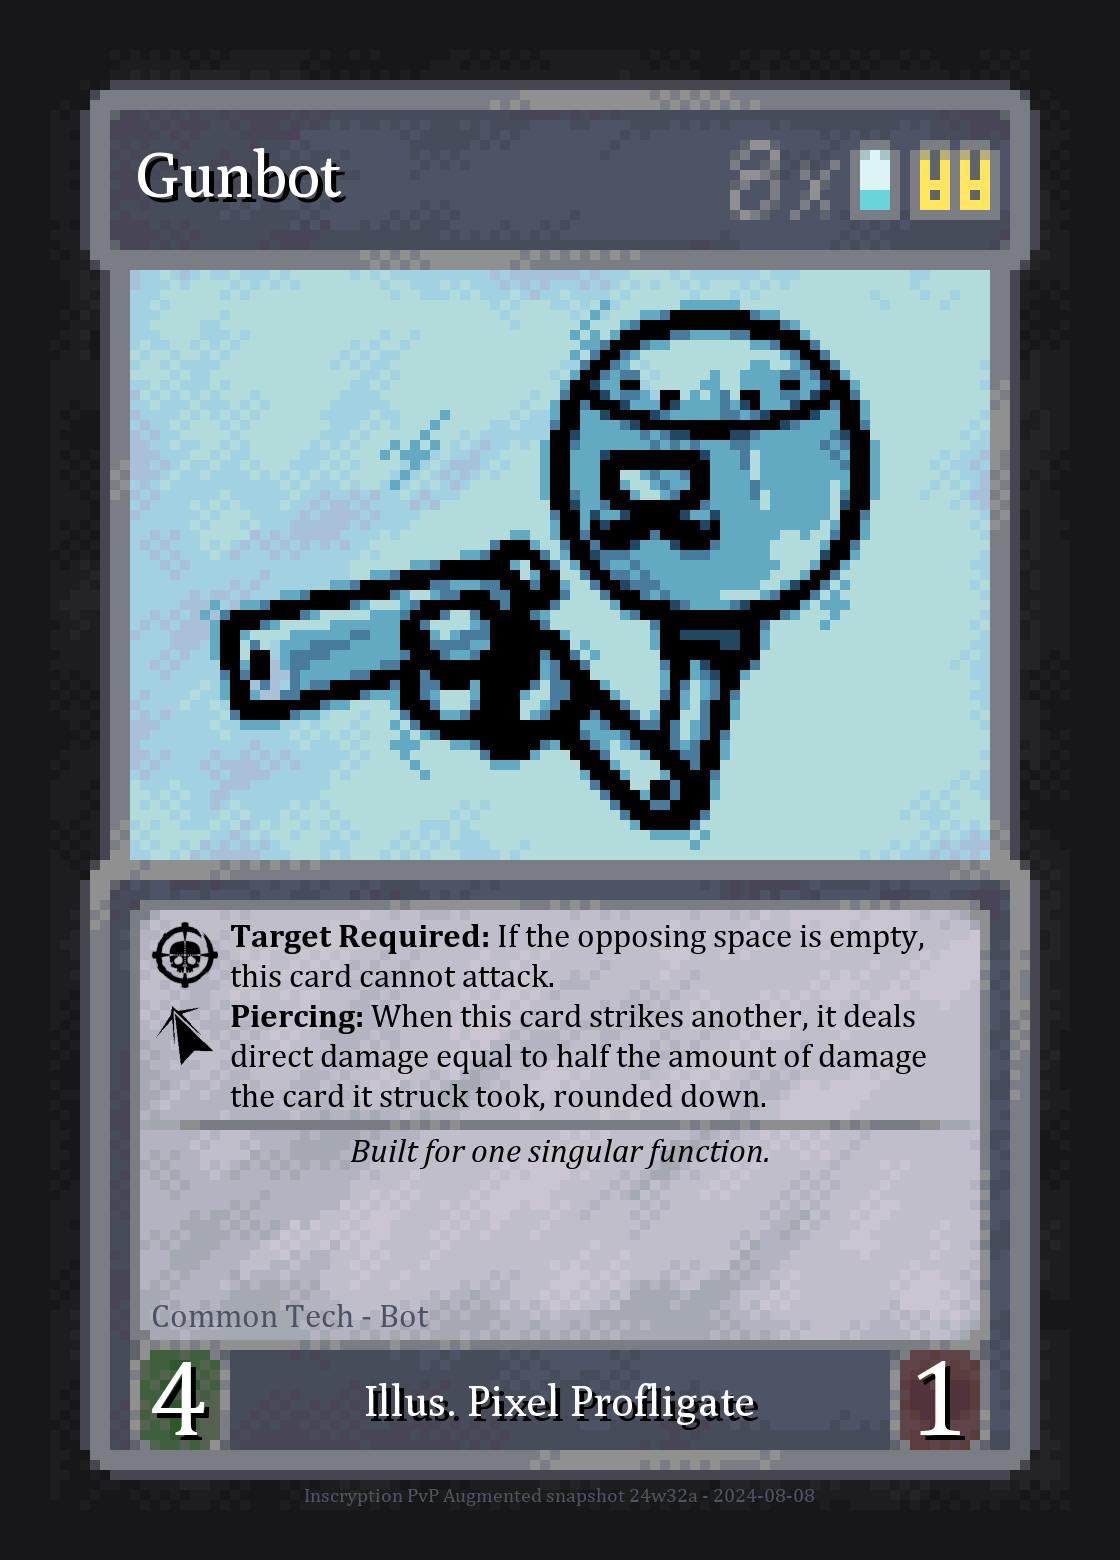 Gunbot 8x
Target Required: If the opposing space is empty,
this card cannot attack.
Piercing: When this card strikes another, it deals
direct damage equal to half the amount of damage
the card it struck took, rounded down.
Built for one singular function.
Common Tech - Bot
4 Illus. Pixel Profligate 1
Inscryption PvP Augmented snapshot 24w32a - 2024-08-08